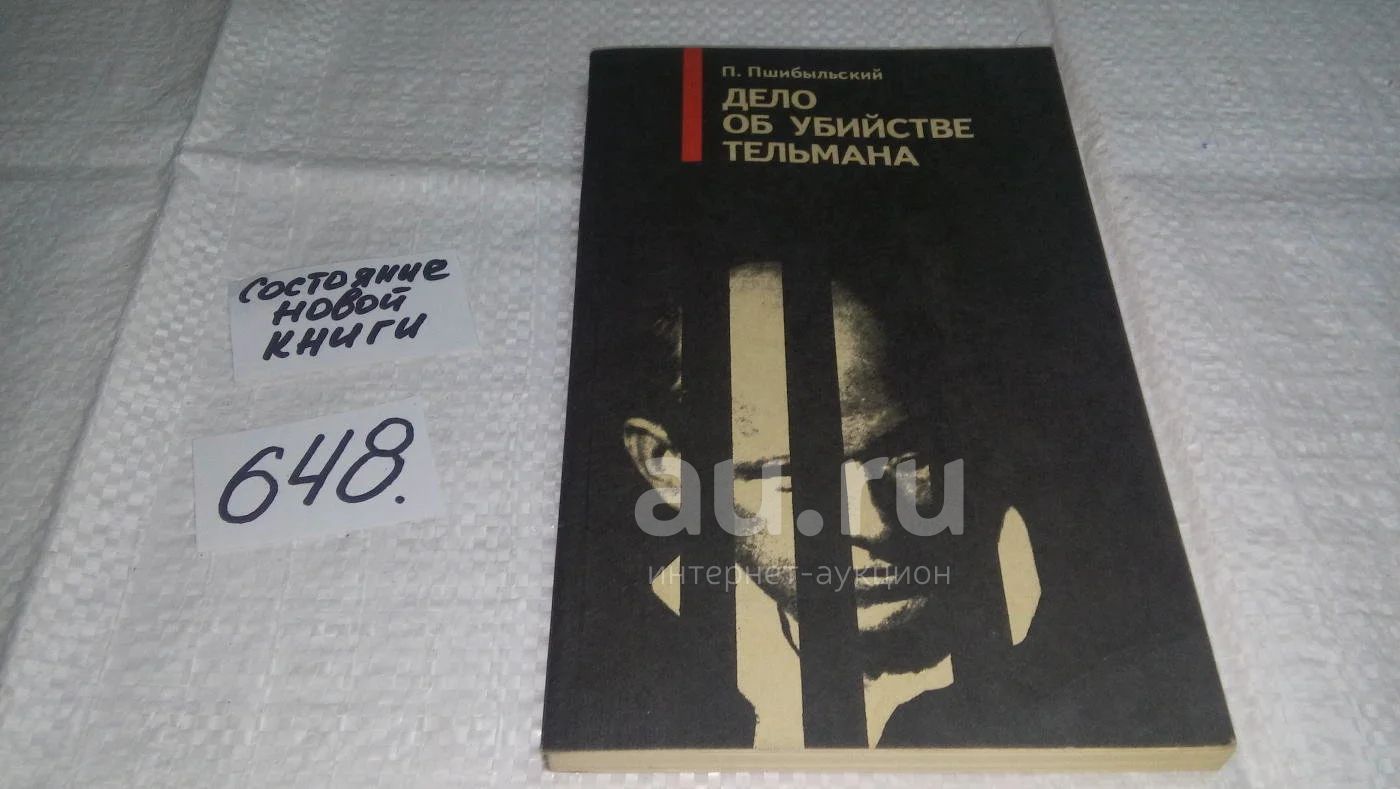 П. Пшибыльский
ДЕЛО
ОБ УБИЙСТВЕ
ТЕЛЬМАНА
состояние
новой
книги
648.
au.ru
интернет-аукцион